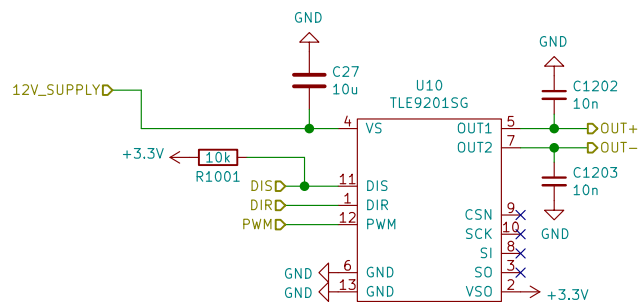 GND
GND
C27
10u
U10
TLE9201SG
C1202
10n
12V_SUPPLY
4
VS
OUT1
5
OUT+
OUT2
7
OUT-
+3.3V
10k
R1001
DIS
11
DIS
C1203
10n
DIR
1
DIR
PWM
12
PWM
CSN
9
SCK
10
GND
SI
8
GND
6
GND
SO
3
GND
13
GND
VSO
2
+3.3V